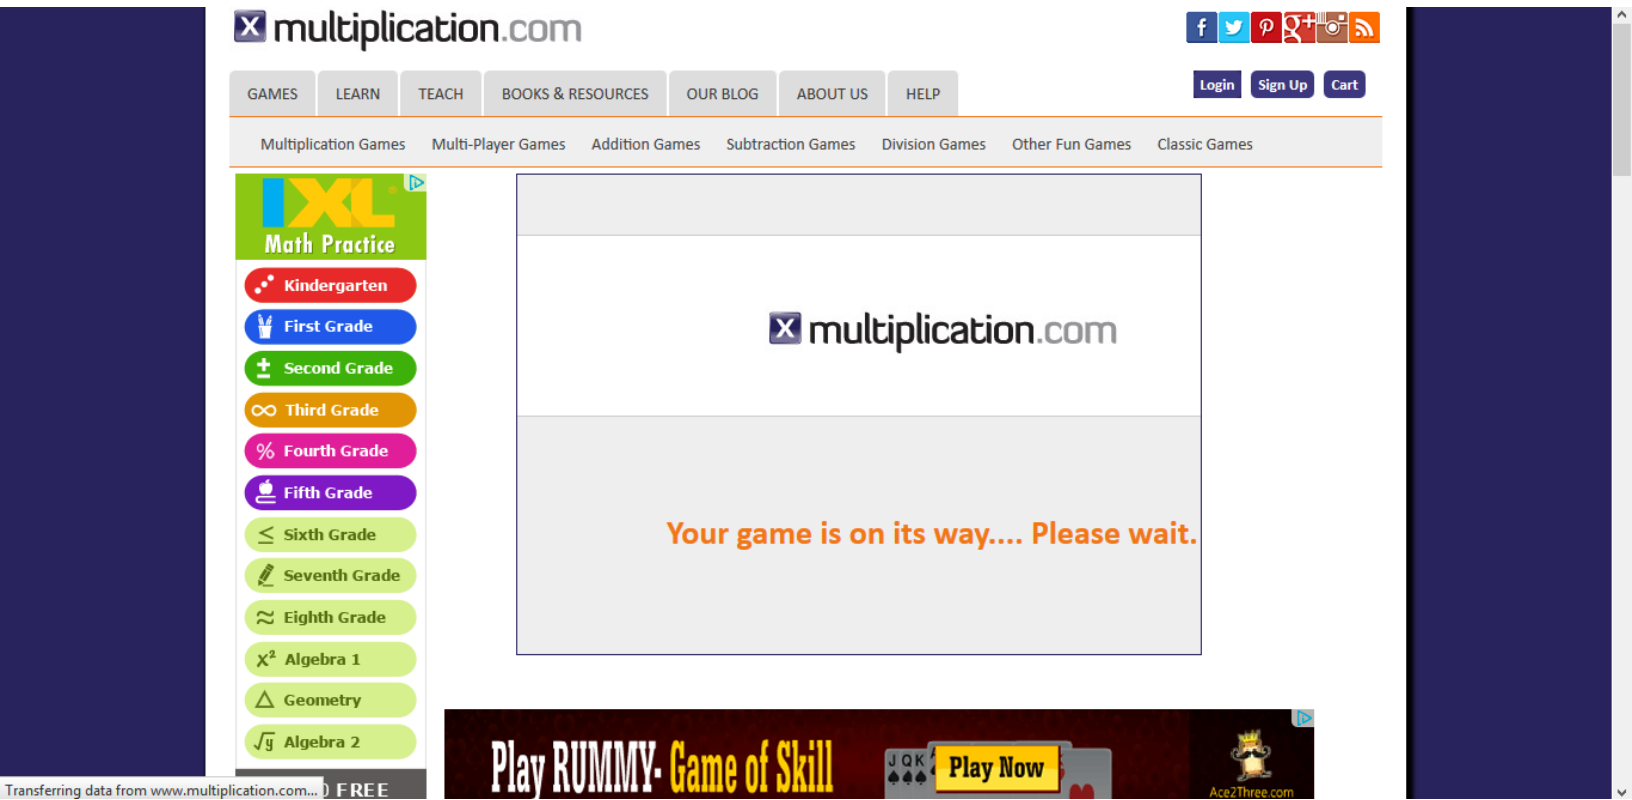 X multiplication.com
f
g+
Login
Sign Up
Cart
GAMES
LEARN
TEACH
BOOKS & RESOURCES
OUR BLOG
ABOUT US
HELP
Multiplication Games
Multi-Player Games
Addition Games
Subtraction Games
Division Games
Other Fun Games
Classic Games
IXL
Math Practice
Kindergarten
First Grade
± Second Grade
∞ Third Grade
% Fourth Grade
Fifth Grade
≤ Sixth Grade
Seventh Grade
≈ Eighth Grade
x² Algebra 1
Geometry
√y Algebra 2
FREE
X multiplication.com
Your game is on its way.... Please wait.
Play RUMMY- Game of Skill
J Q K
Play Now
Ace2Three.com
Transferring data from www.multiplication.com...